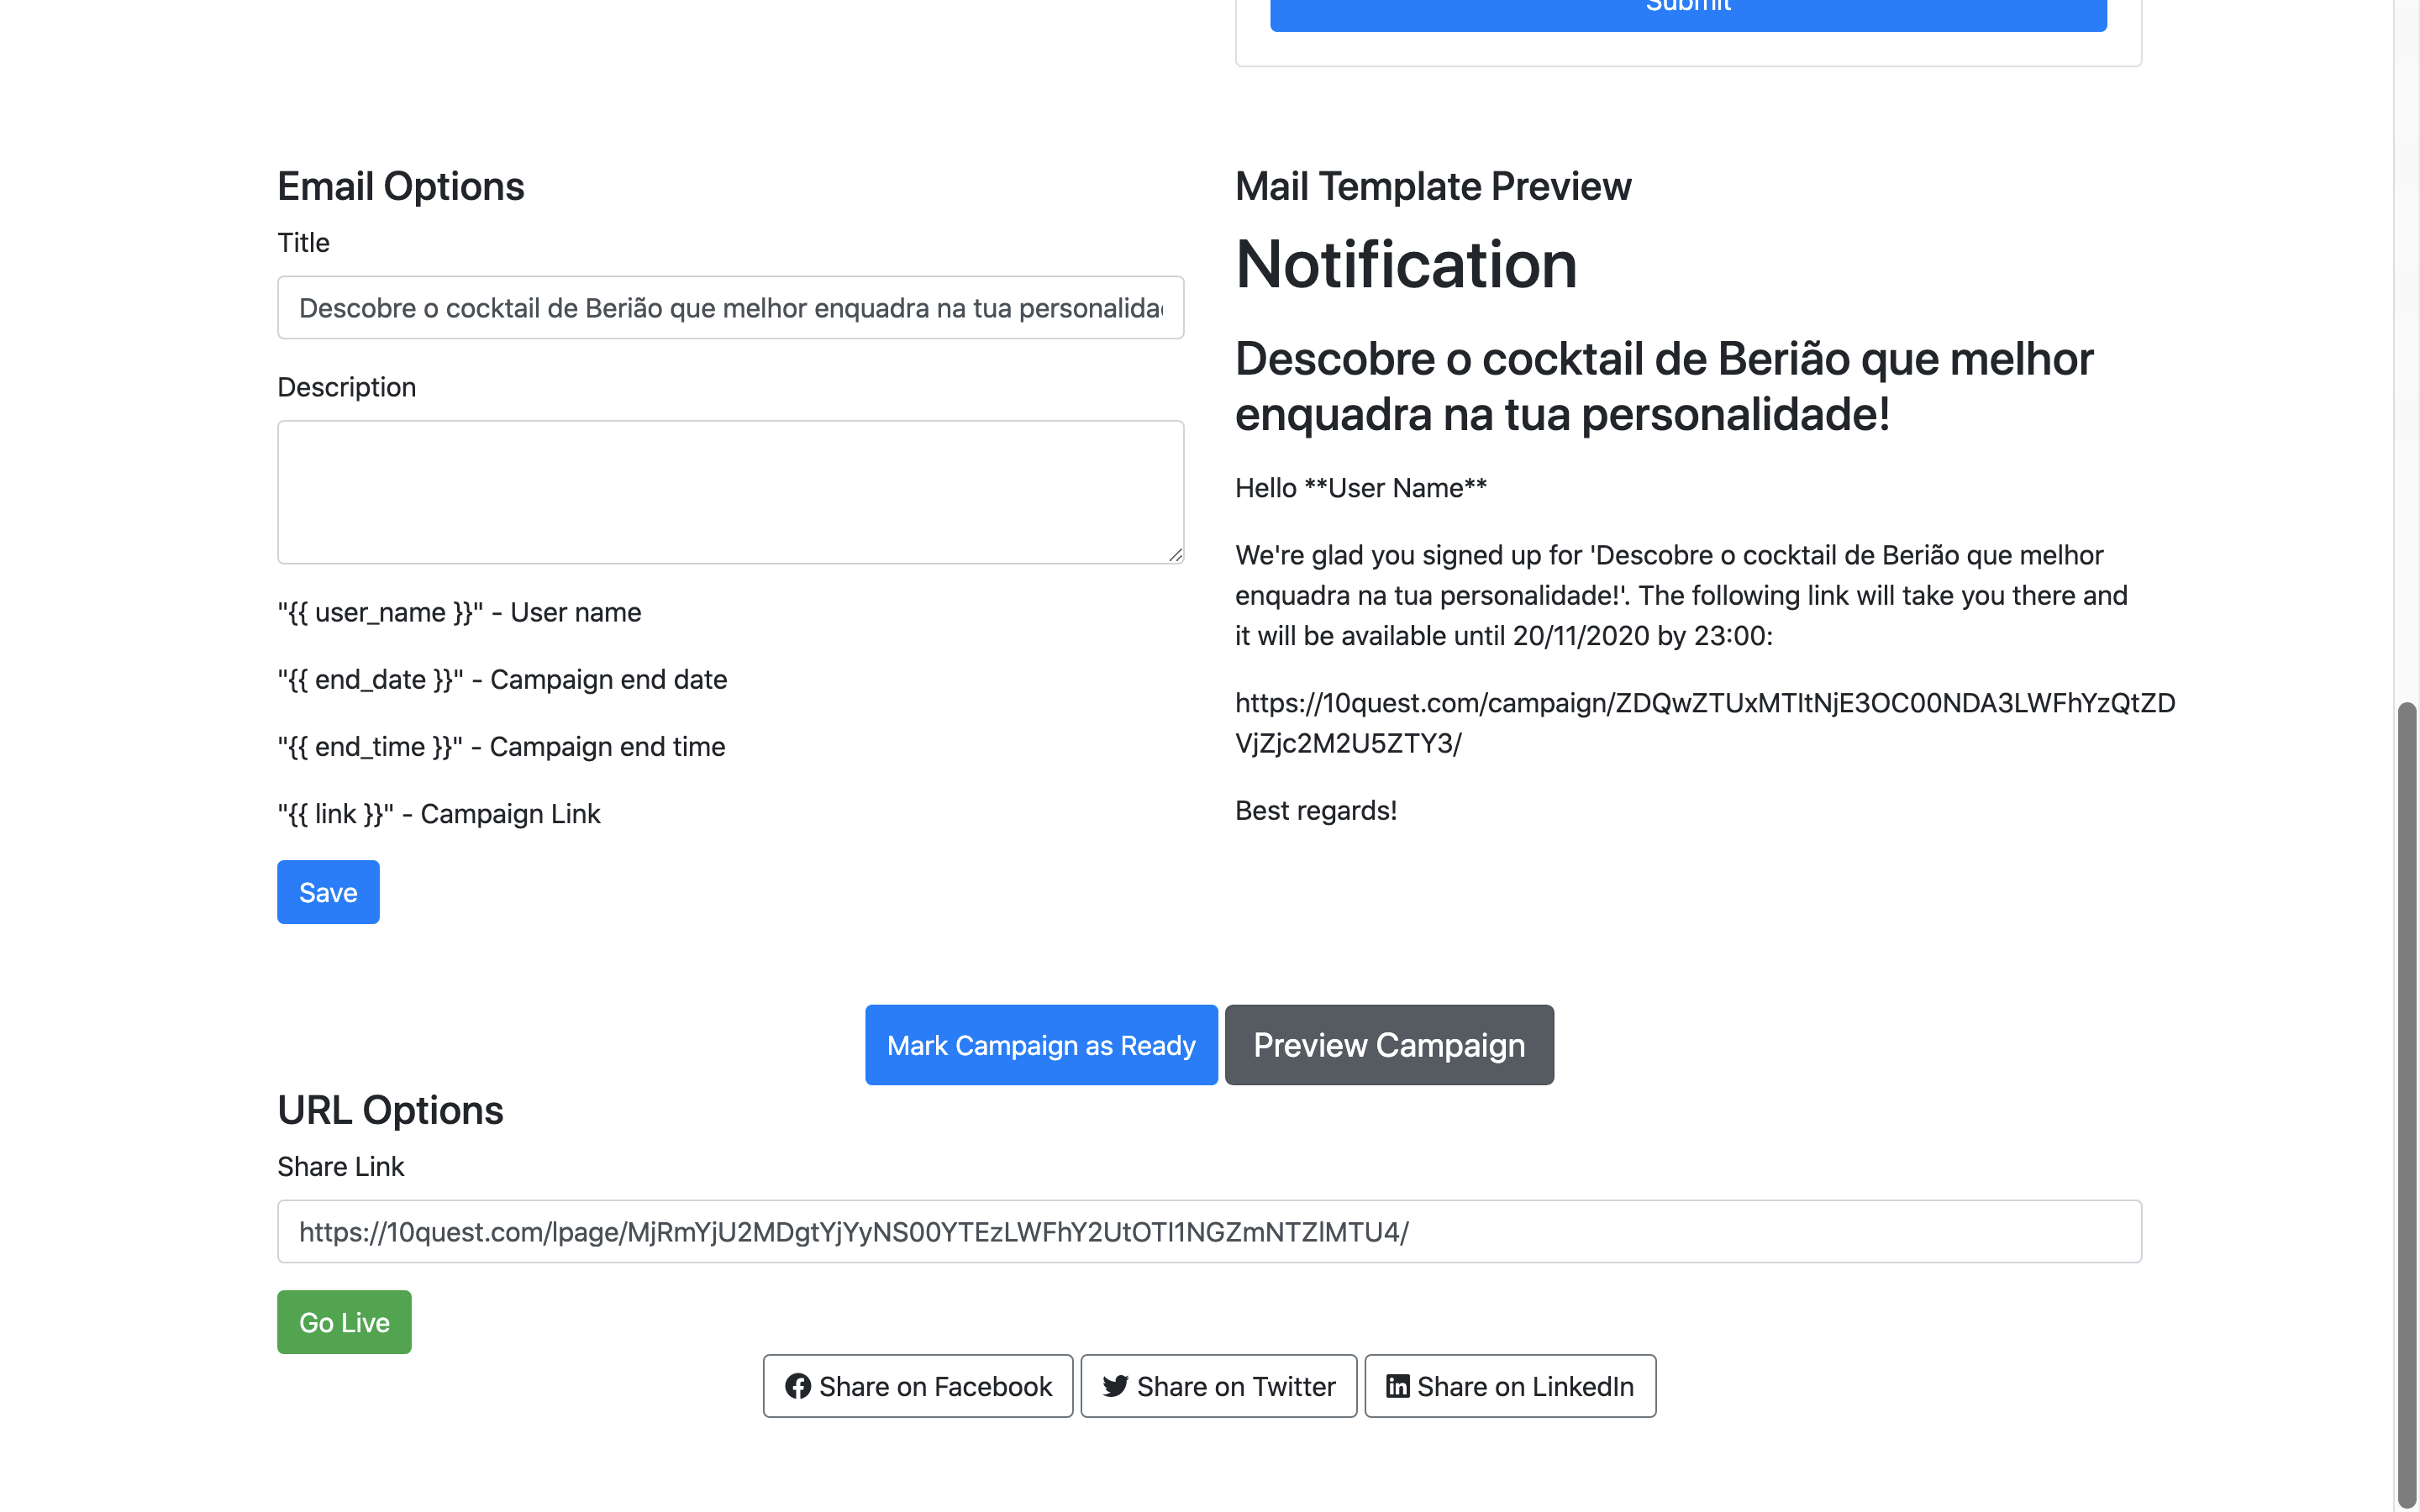 Submit
Email Options
Title
Descobre o cocktail de Berião que melhor enquadra na tua personalida
Description
"{{ user_name }}" - User name
"{{ end_date }}" - Campaign end date
"{{ end_time }}" - Campaign end time
"{{ link }}" - Campaign Link
Save
Mail Template Preview
Notification
Descobre o cocktail de Berião que melhor
enquadra na tua personalidade!
Hello **User Name**
We're glad you signed up for 'Descobre o cocktail de Berião que melhor
enquadra na tua personalidade!'. The following link will take you there and
it will be available until 20/11/2020 by 23:00:
https://10quest.com/campaign/ZDQwZTUxMTItNjE3OC00NDA3LWFhYzQtZD
VjZjc2M2U5ZTY3/
Best regards!
Mark Campaign as Ready
Preview Campaign
URL Options
Share Link
https://10quest.com/lpage/MjRmYjU2MDgtYjYyNS00YTEzLWFhY2UtOTI1NGZmNTZlMTU4/
Go Live
Share on Facebook
Share on Twitter
Share on LinkedIn